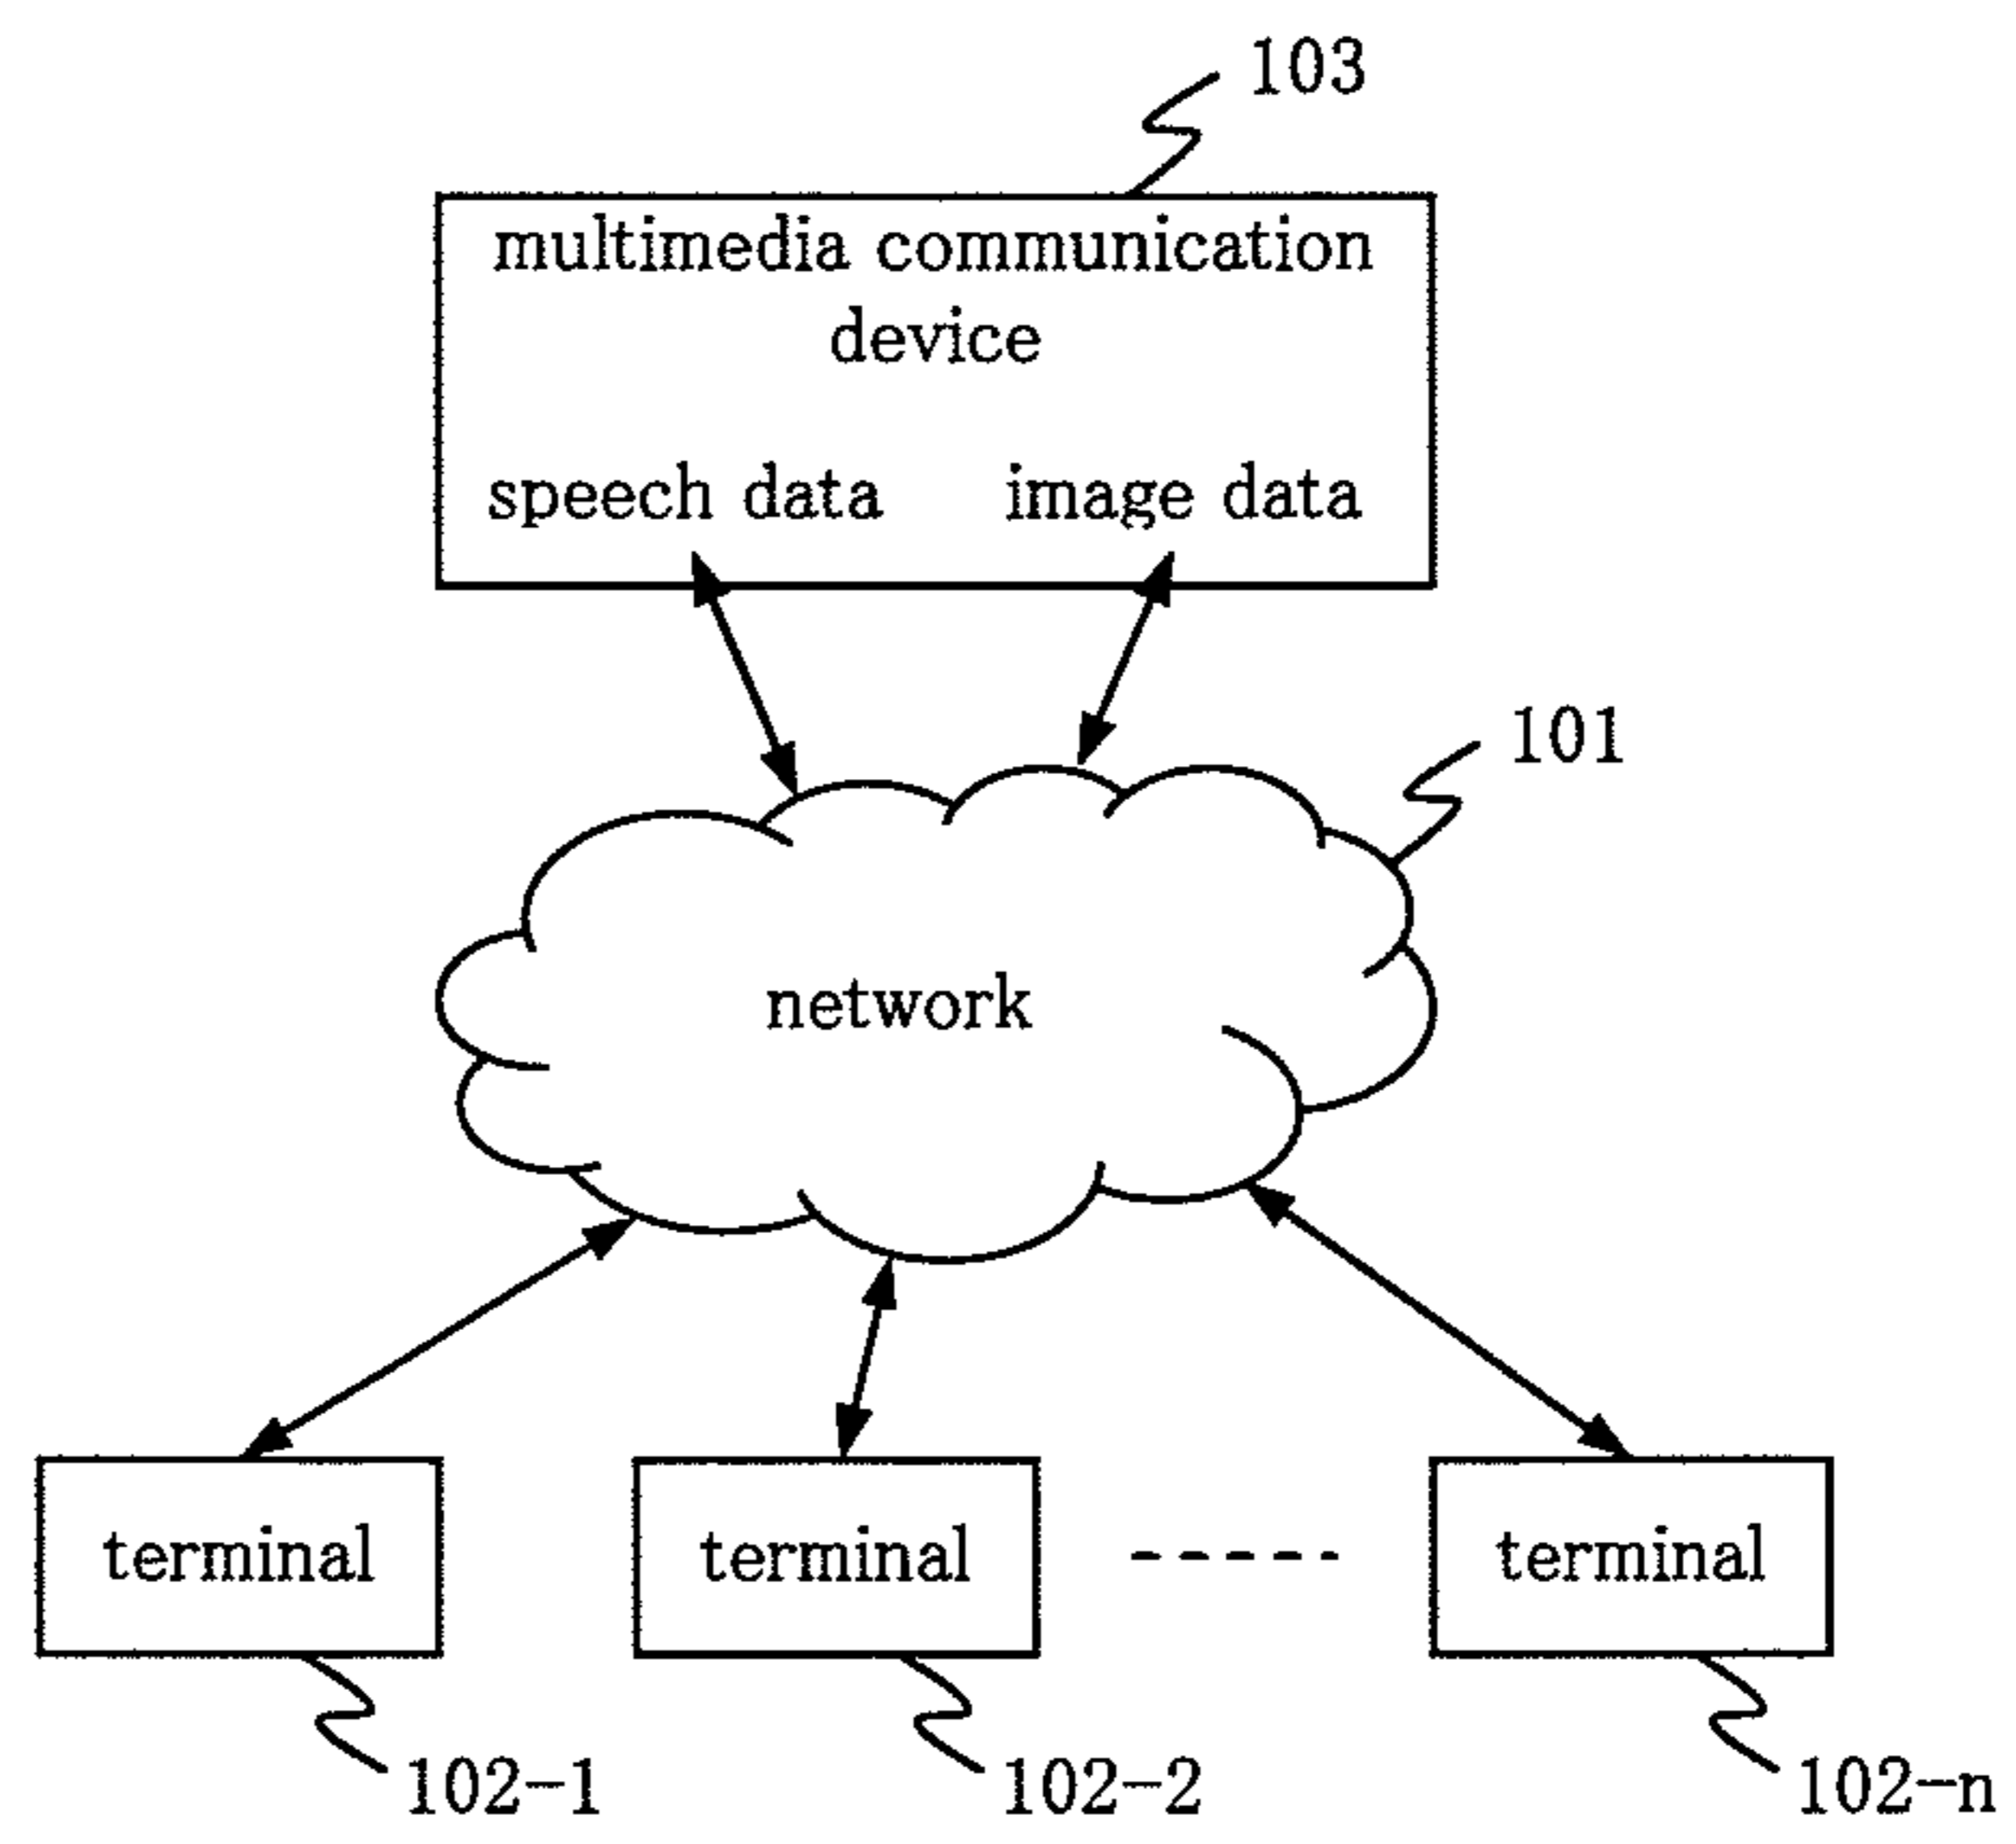 103
multimedia communication
device
speech data image data
101
network
terminal terminal terminal
102-1 102-2 102-n